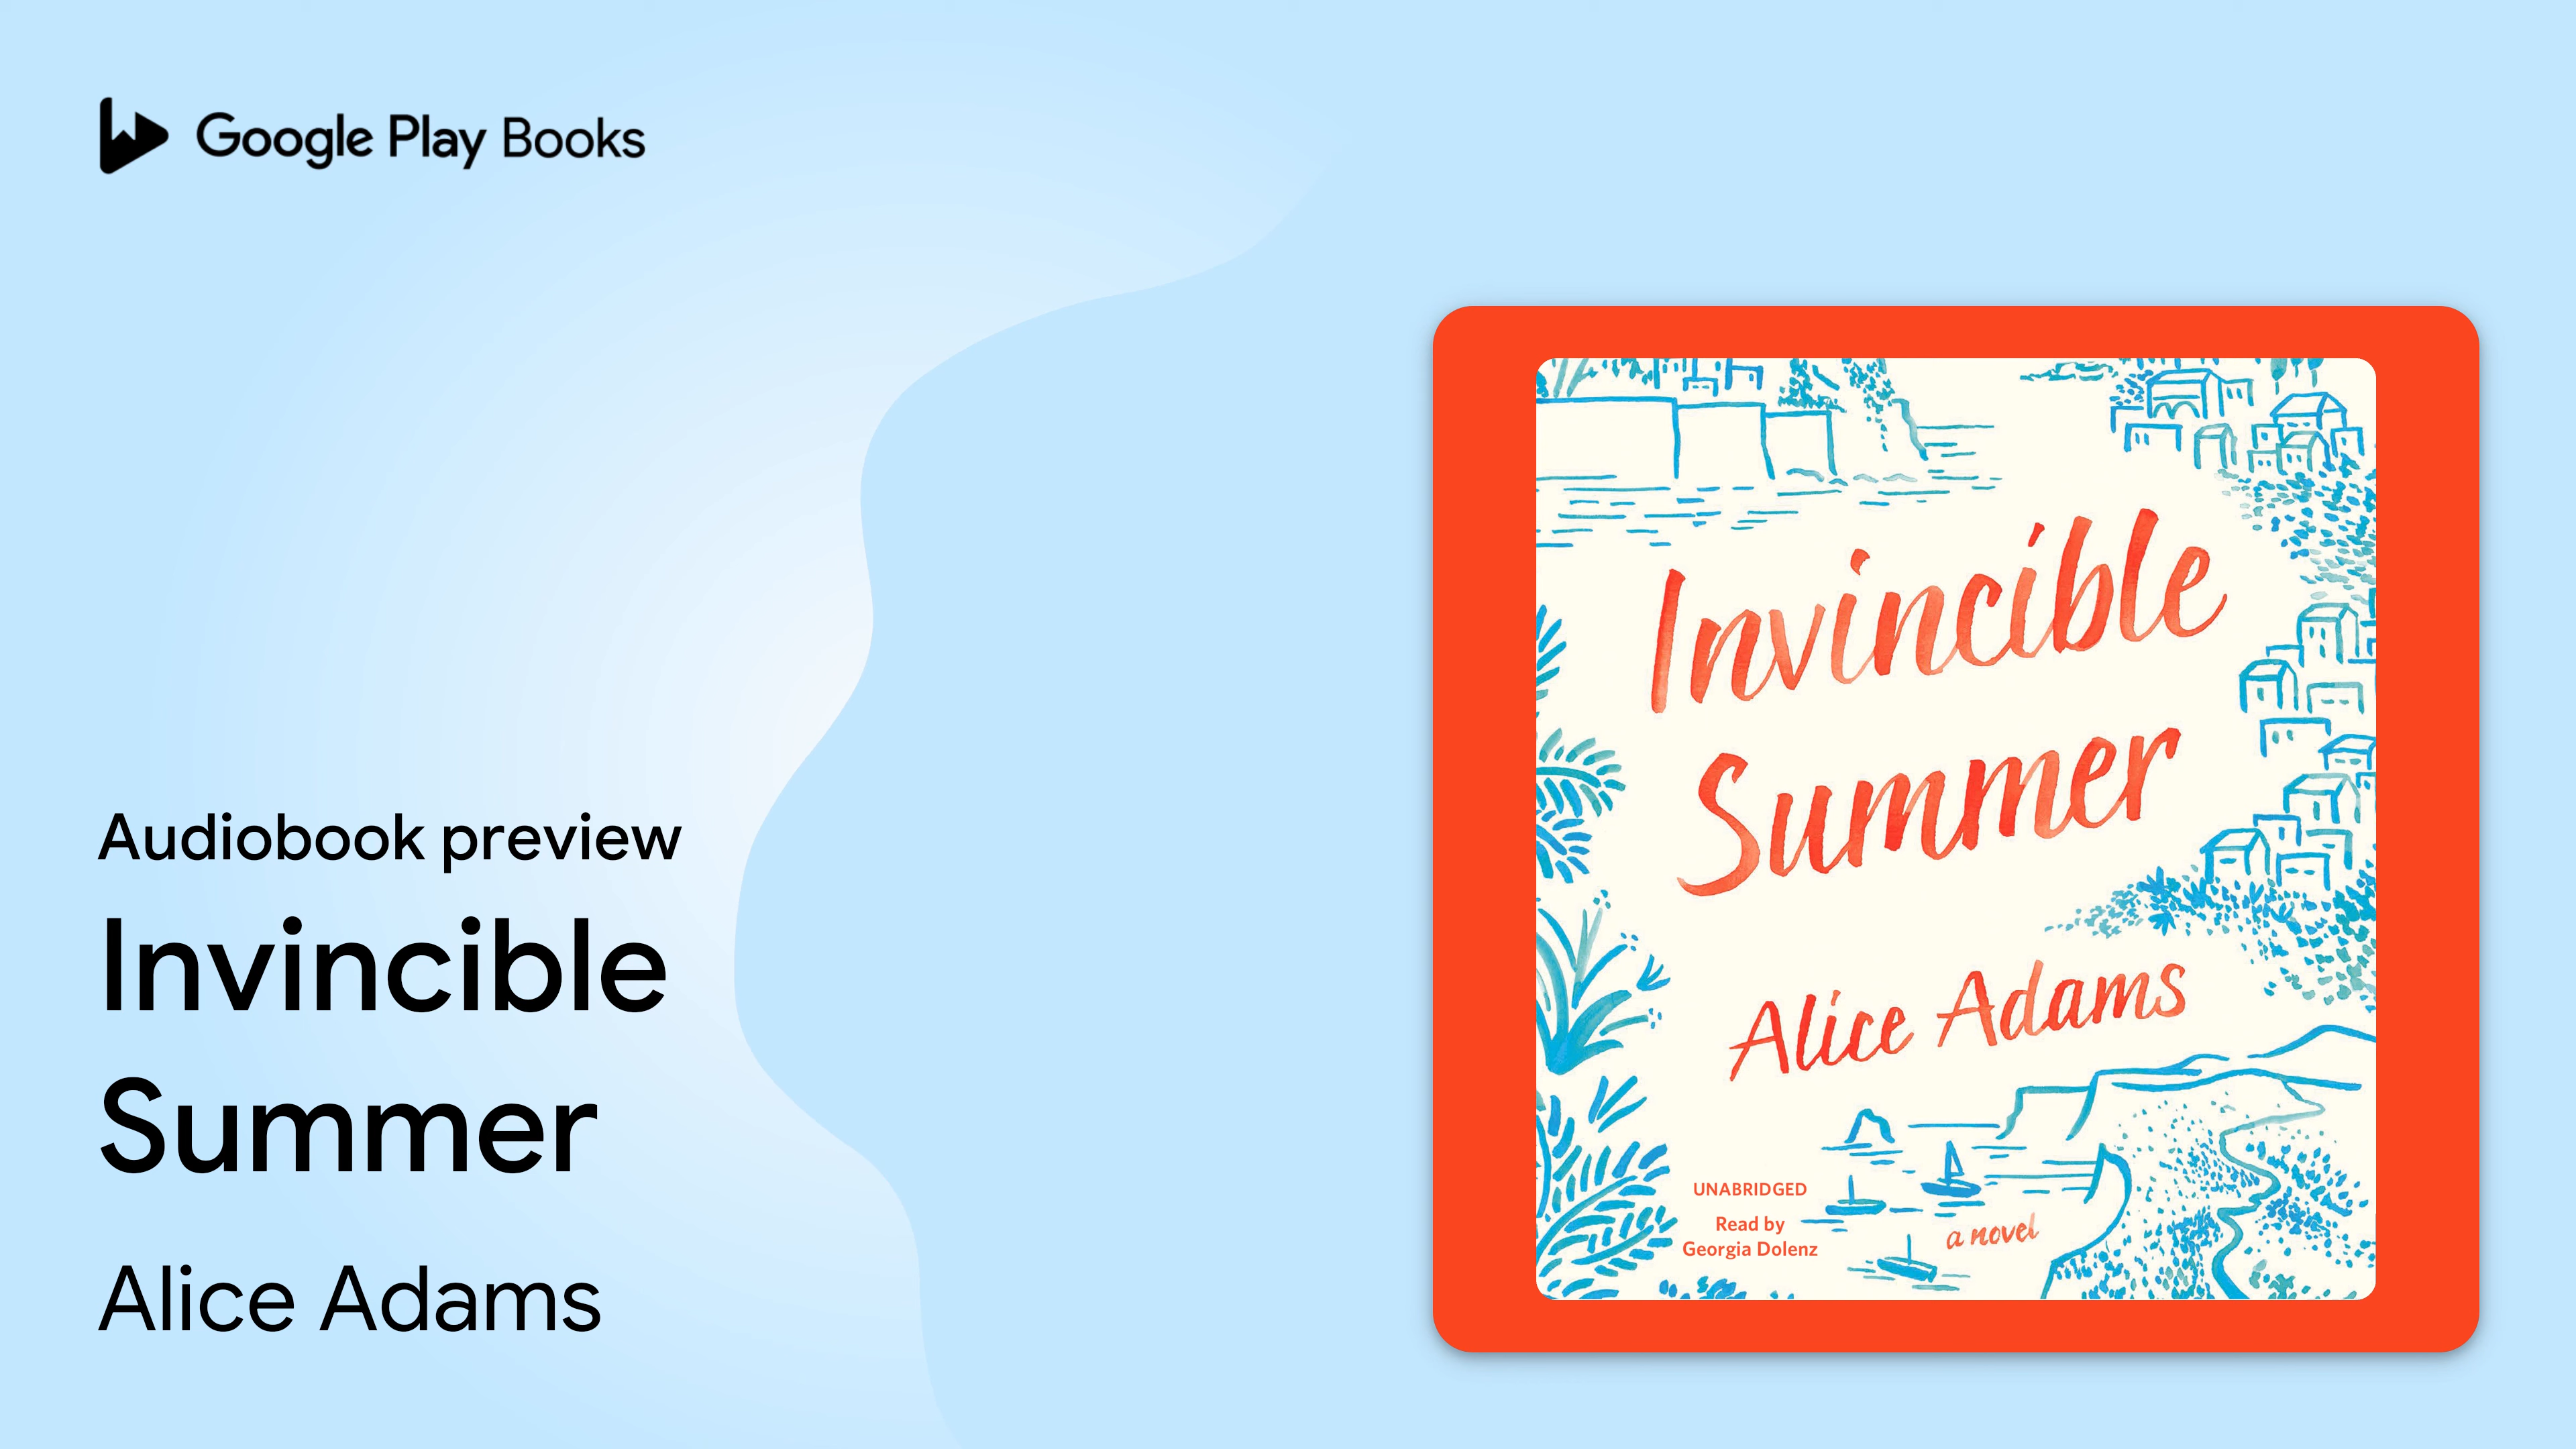 Google Play Books
Audiobook preview
Invincible
Summer
Alice Adams
Invincible
Summer
Alice Adams
UNABRIDGED
Read by
Georgia Dolenz
a novel